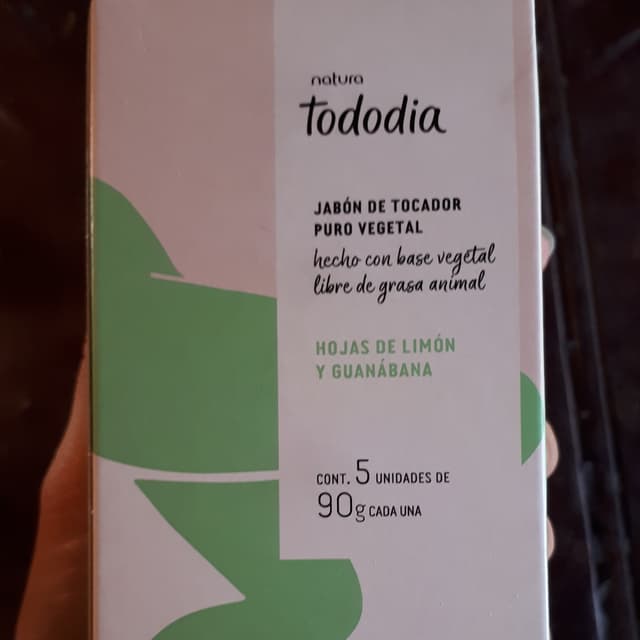 natura
tododia
JABÓN DE TOCADOR
PURO VEGETAL
hecho con base vegetal
libre de grasa animal
HOJAS DE LIMÓN
Y GUANÁBANA
CONT. 5 UNIDADES DE
90g CADA UNA